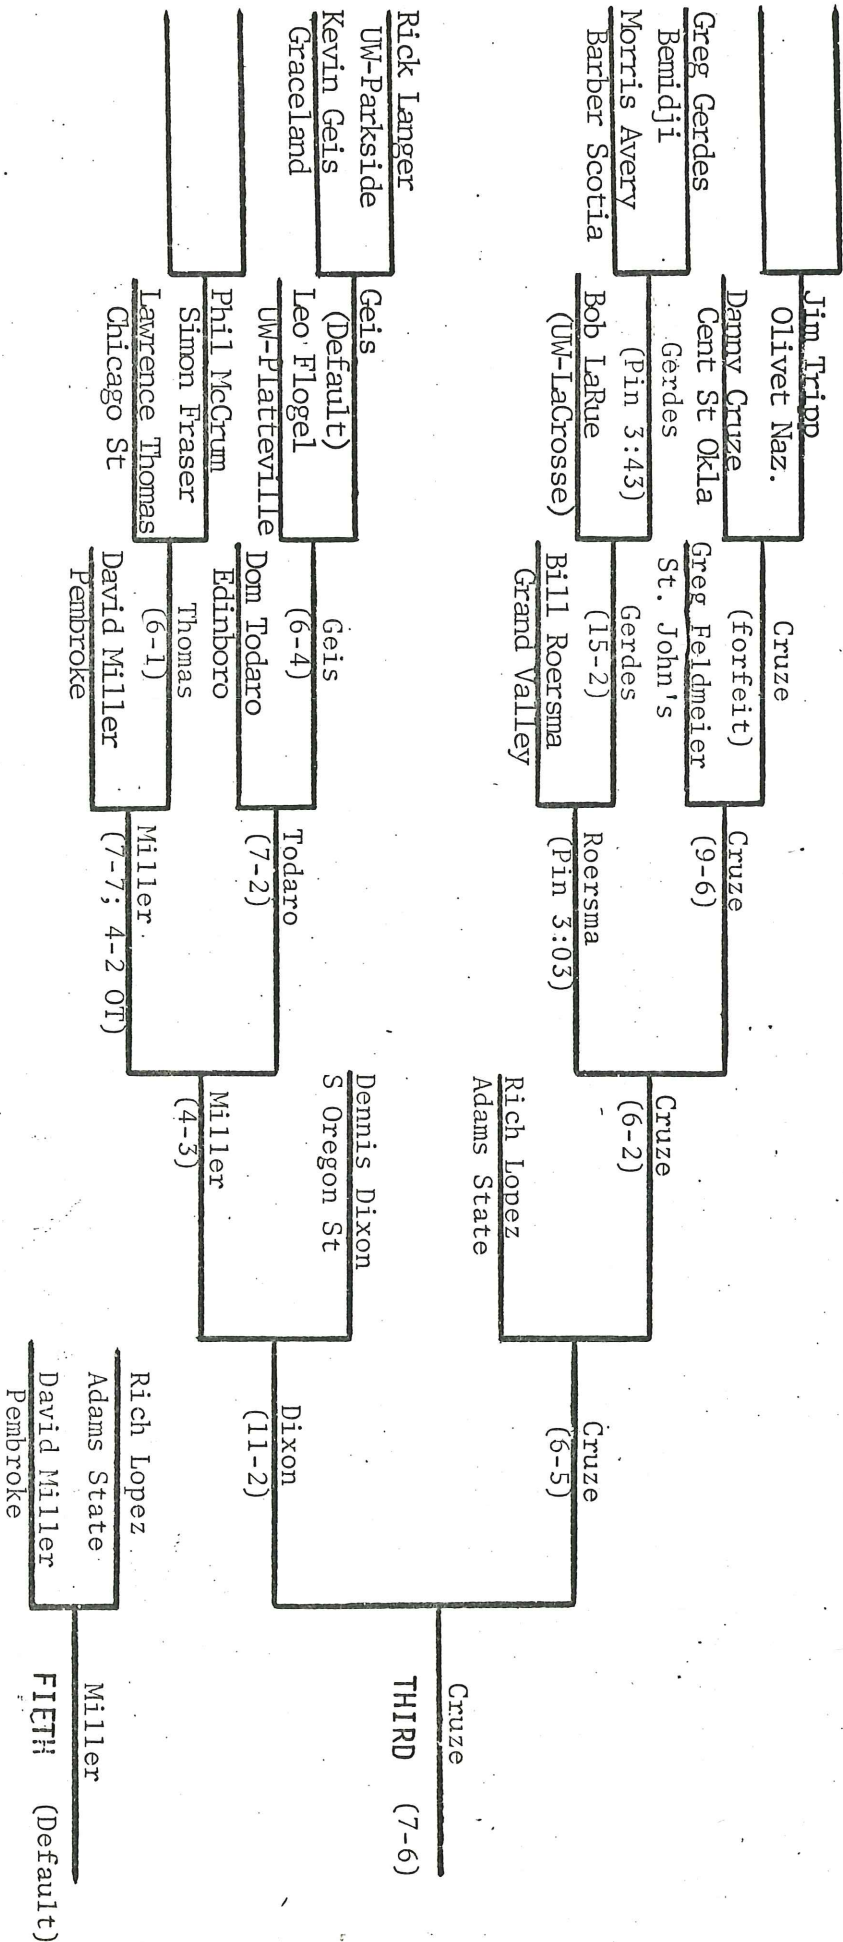 Jim Tripp
Olivet Naz.
Danny Cruze
Cent St Okla
Greg Gerdes
Bemidji
Morris Avery
Barber Scotia
Gerdes
(Pin 3:43)
Bob LaRue
(UW-LaCrosse)
Cruze
(forfeit)
Greg Feldmeier
St. John's
Gerdes
(15-2)
Bill Roersma
Grand Valley
Cruze
(9-6)
Roersma
(Pin 3:03)
Cruze
(6-2)
Rich Lopez
Adams State
Cruze
(6-5)
Rick Langer
UW-Parkside
Kevin Geis
Graceland
Geis
(Default)
Leo Flogel
UW-Platteville
Phil McCrum
Simon Fraser
Lawrence Thomas
Chicago St
Geis
(6-4)
Dom Todaro
Edinboro
Thomas
(6-1)
David Miller
Pembroke
Todaro
(7-2)
Miller
(7-7; 4-2 OT)
Dennis Dixon
S Oregon St
Miller
(4-3)
Dixon
(11-2)
Cruze
THIRD (7-6)
Rich Lopez
Adams State
David Miller
Pembroke
Miller
FIFTH (Default)